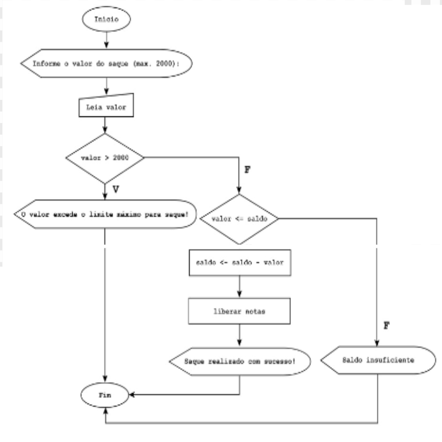 Inicio
Informe o valor do saque (max. 2000):
Leia valor
valor > 2000
F
V
O valor excede o limite máximo para saque!
valor <= saldo
saldo <- saldo - valor
liberar notas
F
Saque realizado com sucesso!
Saldo insuficiente
Fim